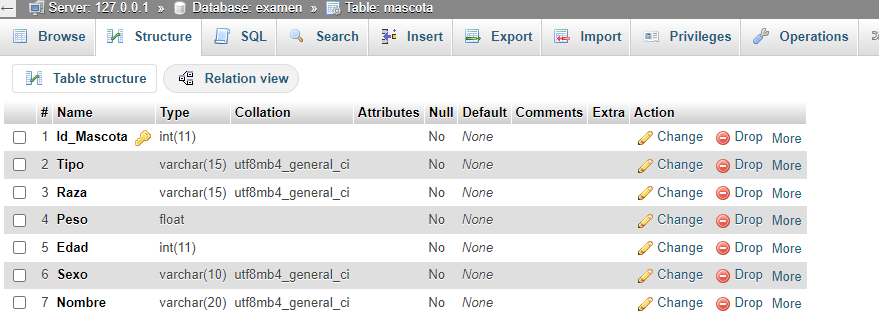 Server: 127.0.0.1 » Database: examen » Table: mascota
Browse Structure SQL Search Insert Export Import Privileges Operations
Table structure Relation view
# Name Type Collation Attributes Null Default Comments Extra Action
1 Id_Mascota int(11) No None Change Drop More
2 Tipo varchar(15) utf8mb4_general_ci No None Change Drop More
3 Raza varchar(15) utf8mb4_general_ci No None Change Drop More
4 Peso float No None Change Drop More
5 Edad int(11) No None Change Drop More
6 Sexo varchar(10) utf8mb4_general_ci No None Change Drop More
7 Nombre varchar(20) utf8mb4_general_ci No None Change Drop More